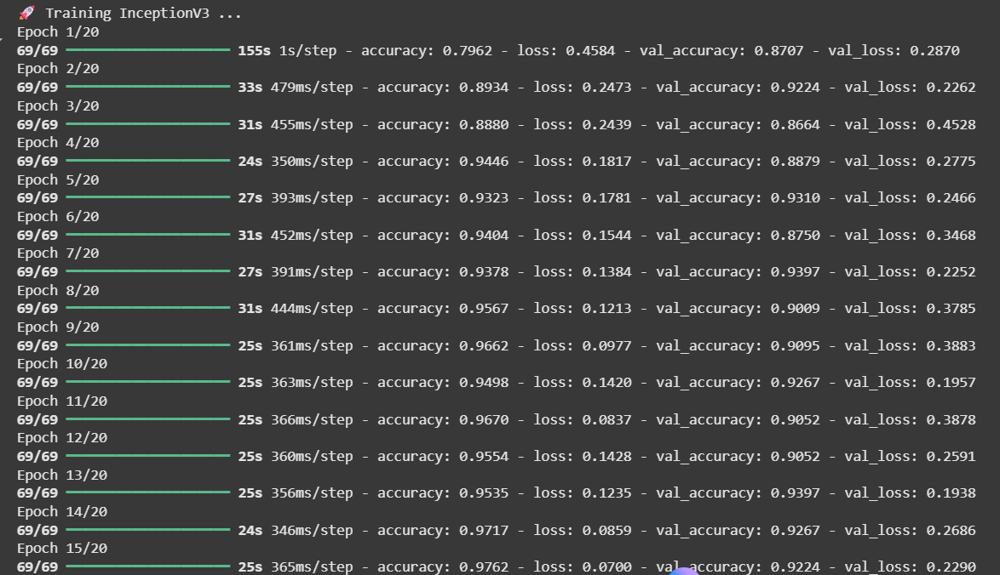 🚀 Training InceptionV3 ...
Epoch 1/20
69/69 ━━━━━━━━━━━━━━━━━━━━ 155s 1s/step - accuracy: 0.7962 - loss: 0.4584 - val_accuracy: 0.8707 - val_loss: 0.2870
Epoch 2/20
69/69 ━━━━━━━━━━━━━━━━━━━━ 33s 479ms/step - accuracy: 0.8934 - loss: 0.2473 - val_accuracy: 0.9224 - val_loss: 0.2262
Epoch 3/20
69/69 ━━━━━━━━━━━━━━━━━━━━ 31s 455ms/step - accuracy: 0.8880 - loss: 0.2439 - val_accuracy: 0.8664 - val_loss: 0.4528
Epoch 4/20
69/69 ━━━━━━━━━━━━━━━━━━━━ 24s 350ms/step - accuracy: 0.9446 - loss: 0.1817 - val_accuracy: 0.8879 - val_loss: 0.2775
Epoch 5/20
69/69 ━━━━━━━━━━━━━━━━━━━━ 27s 393ms/step - accuracy: 0.9323 - loss: 0.1781 - val_accuracy: 0.9310 - val_loss: 0.2466
Epoch 6/20
69/69 ━━━━━━━━━━━━━━━━━━━━ 31s 452ms/step - accuracy: 0.9404 - loss: 0.1544 - val_accuracy: 0.8750 - val_loss: 0.3468
Epoch 7/20
69/69 ━━━━━━━━━━━━━━━━━━━━ 27s 391ms/step - accuracy: 0.9378 - loss: 0.1384 - val_accuracy: 0.9397 - val_loss: 0.2252
Epoch 8/20
69/69 ━━━━━━━━━━━━━━━━━━━━ 31s 444ms/step - accuracy: 0.9567 - loss: 0.1213 - val_accuracy: 0.9009 - val_loss: 0.3785
Epoch 9/20
69/69 ━━━━━━━━━━━━━━━━━━━━ 25s 361ms/step - accuracy: 0.9662 - loss: 0.0977 - val_accuracy: 0.9095 - val_loss: 0.3883
Epoch 10/20
69/69 ━━━━━━━━━━━━━━━━━━━━ 25s 363ms/step - accuracy: 0.9498 - loss: 0.1420 - val_accuracy: 0.9267 - val_loss: 0.1957
Epoch 11/20
69/69 ━━━━━━━━━━━━━━━━━━━━ 25s 366ms/step - accuracy: 0.9670 - loss: 0.0837 - val_accuracy: 0.9052 - val_loss: 0.3878
Epoch 12/20
69/69 ━━━━━━━━━━━━━━━━━━━━ 25s 360ms/step - accuracy: 0.9554 - loss: 0.1428 - val_accuracy: 0.9052 - val_loss: 0.2591
Epoch 13/20
69/69 ━━━━━━━━━━━━━━━━━━━━ 25s 356ms/step - accuracy: 0.9535 - loss: 0.1235 - val_accuracy: 0.9397 - val_loss: 0.1938
Epoch 14/20
69/69 ━━━━━━━━━━━━━━━━━━━━ 24s 346ms/step - accuracy: 0.9717 - loss: 0.0859 - val_accuracy: 0.9267 - val_loss: 0.2686
Epoch 15/20
69/69 ━━━━━━━━━━━━━━━━━━━━ 25s 365ms/step - accuracy: 0.9762 - loss: 0.0700 - val_accuracy: 0.9224 - val_loss: 0.2290